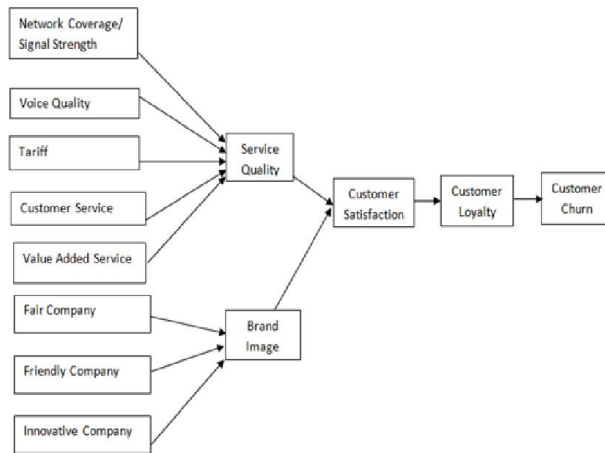 Network Coverage/
Signal Strength
Voice Quality
Tariff
Customer Service
Value Added Service
Fair Company
Friendly Company
Innovative Company
Service
Quality
Brand
Image
Customer
Satisfaction
Customer
Loyalty
Customer
Churn